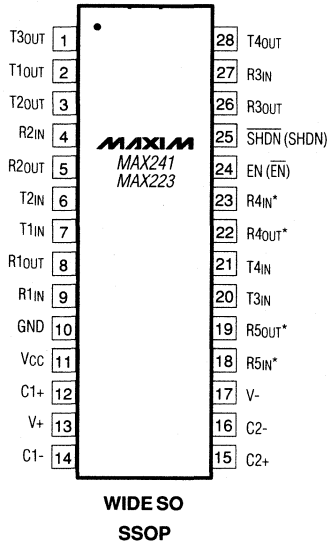 T3OUT 1
T1OUT 2
T2OUT 3
R2IN 4
R2OUT 5
T2IN 6
T1IN 7
R1OUT 8
R1IN 9
GND 10
VCC 11
C1+ 12
V+ 13
C1- 14
MAXIM
MAX241
MAX223
28 T4OUT
27 R3IN
26 R3OUT
25 S̅H̅D̅N̅ (SHDN)
24 EN (E̅N̅)
23 R4IN*
22 R4OUT*
21 T4IN
20 T3IN
19 R5OUT*
18 R5IN*
17 V-
16 C2-
15 C2+
WIDE SO
SSOP